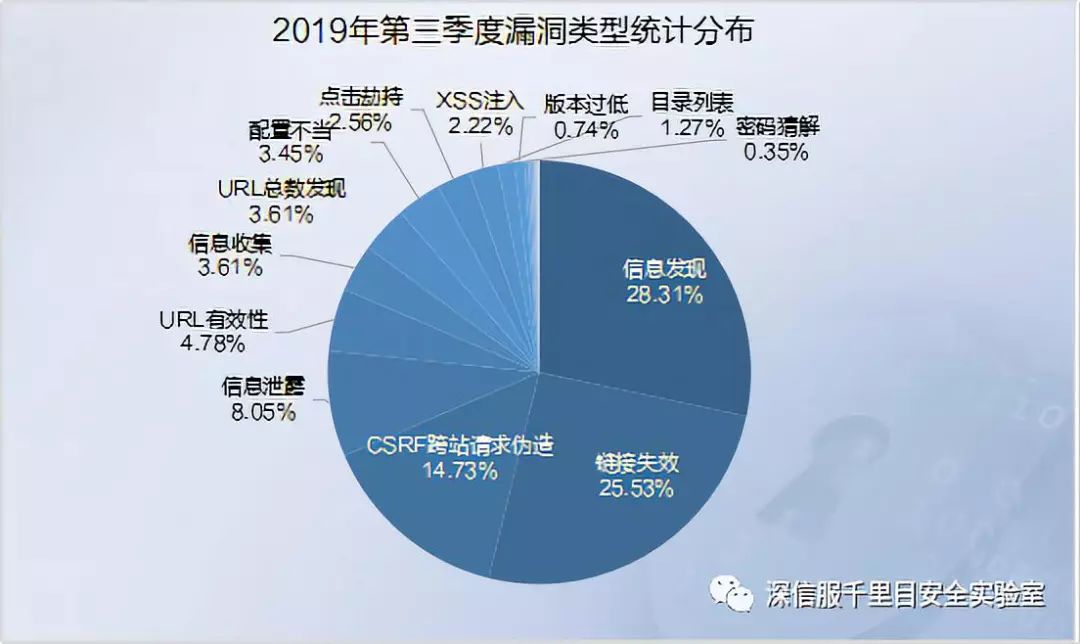 2019年第三季度漏洞类型统计分布
点击劫持
2.56%
XSS注入
2.22%
版本过低
0.74%
目录列表
1.27%
密码猜解
0.35%
配置不当
3.45%
URL总数发现
3.61%
信息收集
3.61%
URL有效性
4.78%
信息泄露
8.05%
信息发现
28.31%
CSRF跨站请求伪造
14.73%
链接失效
25.53%
深信服千里目安全实验室